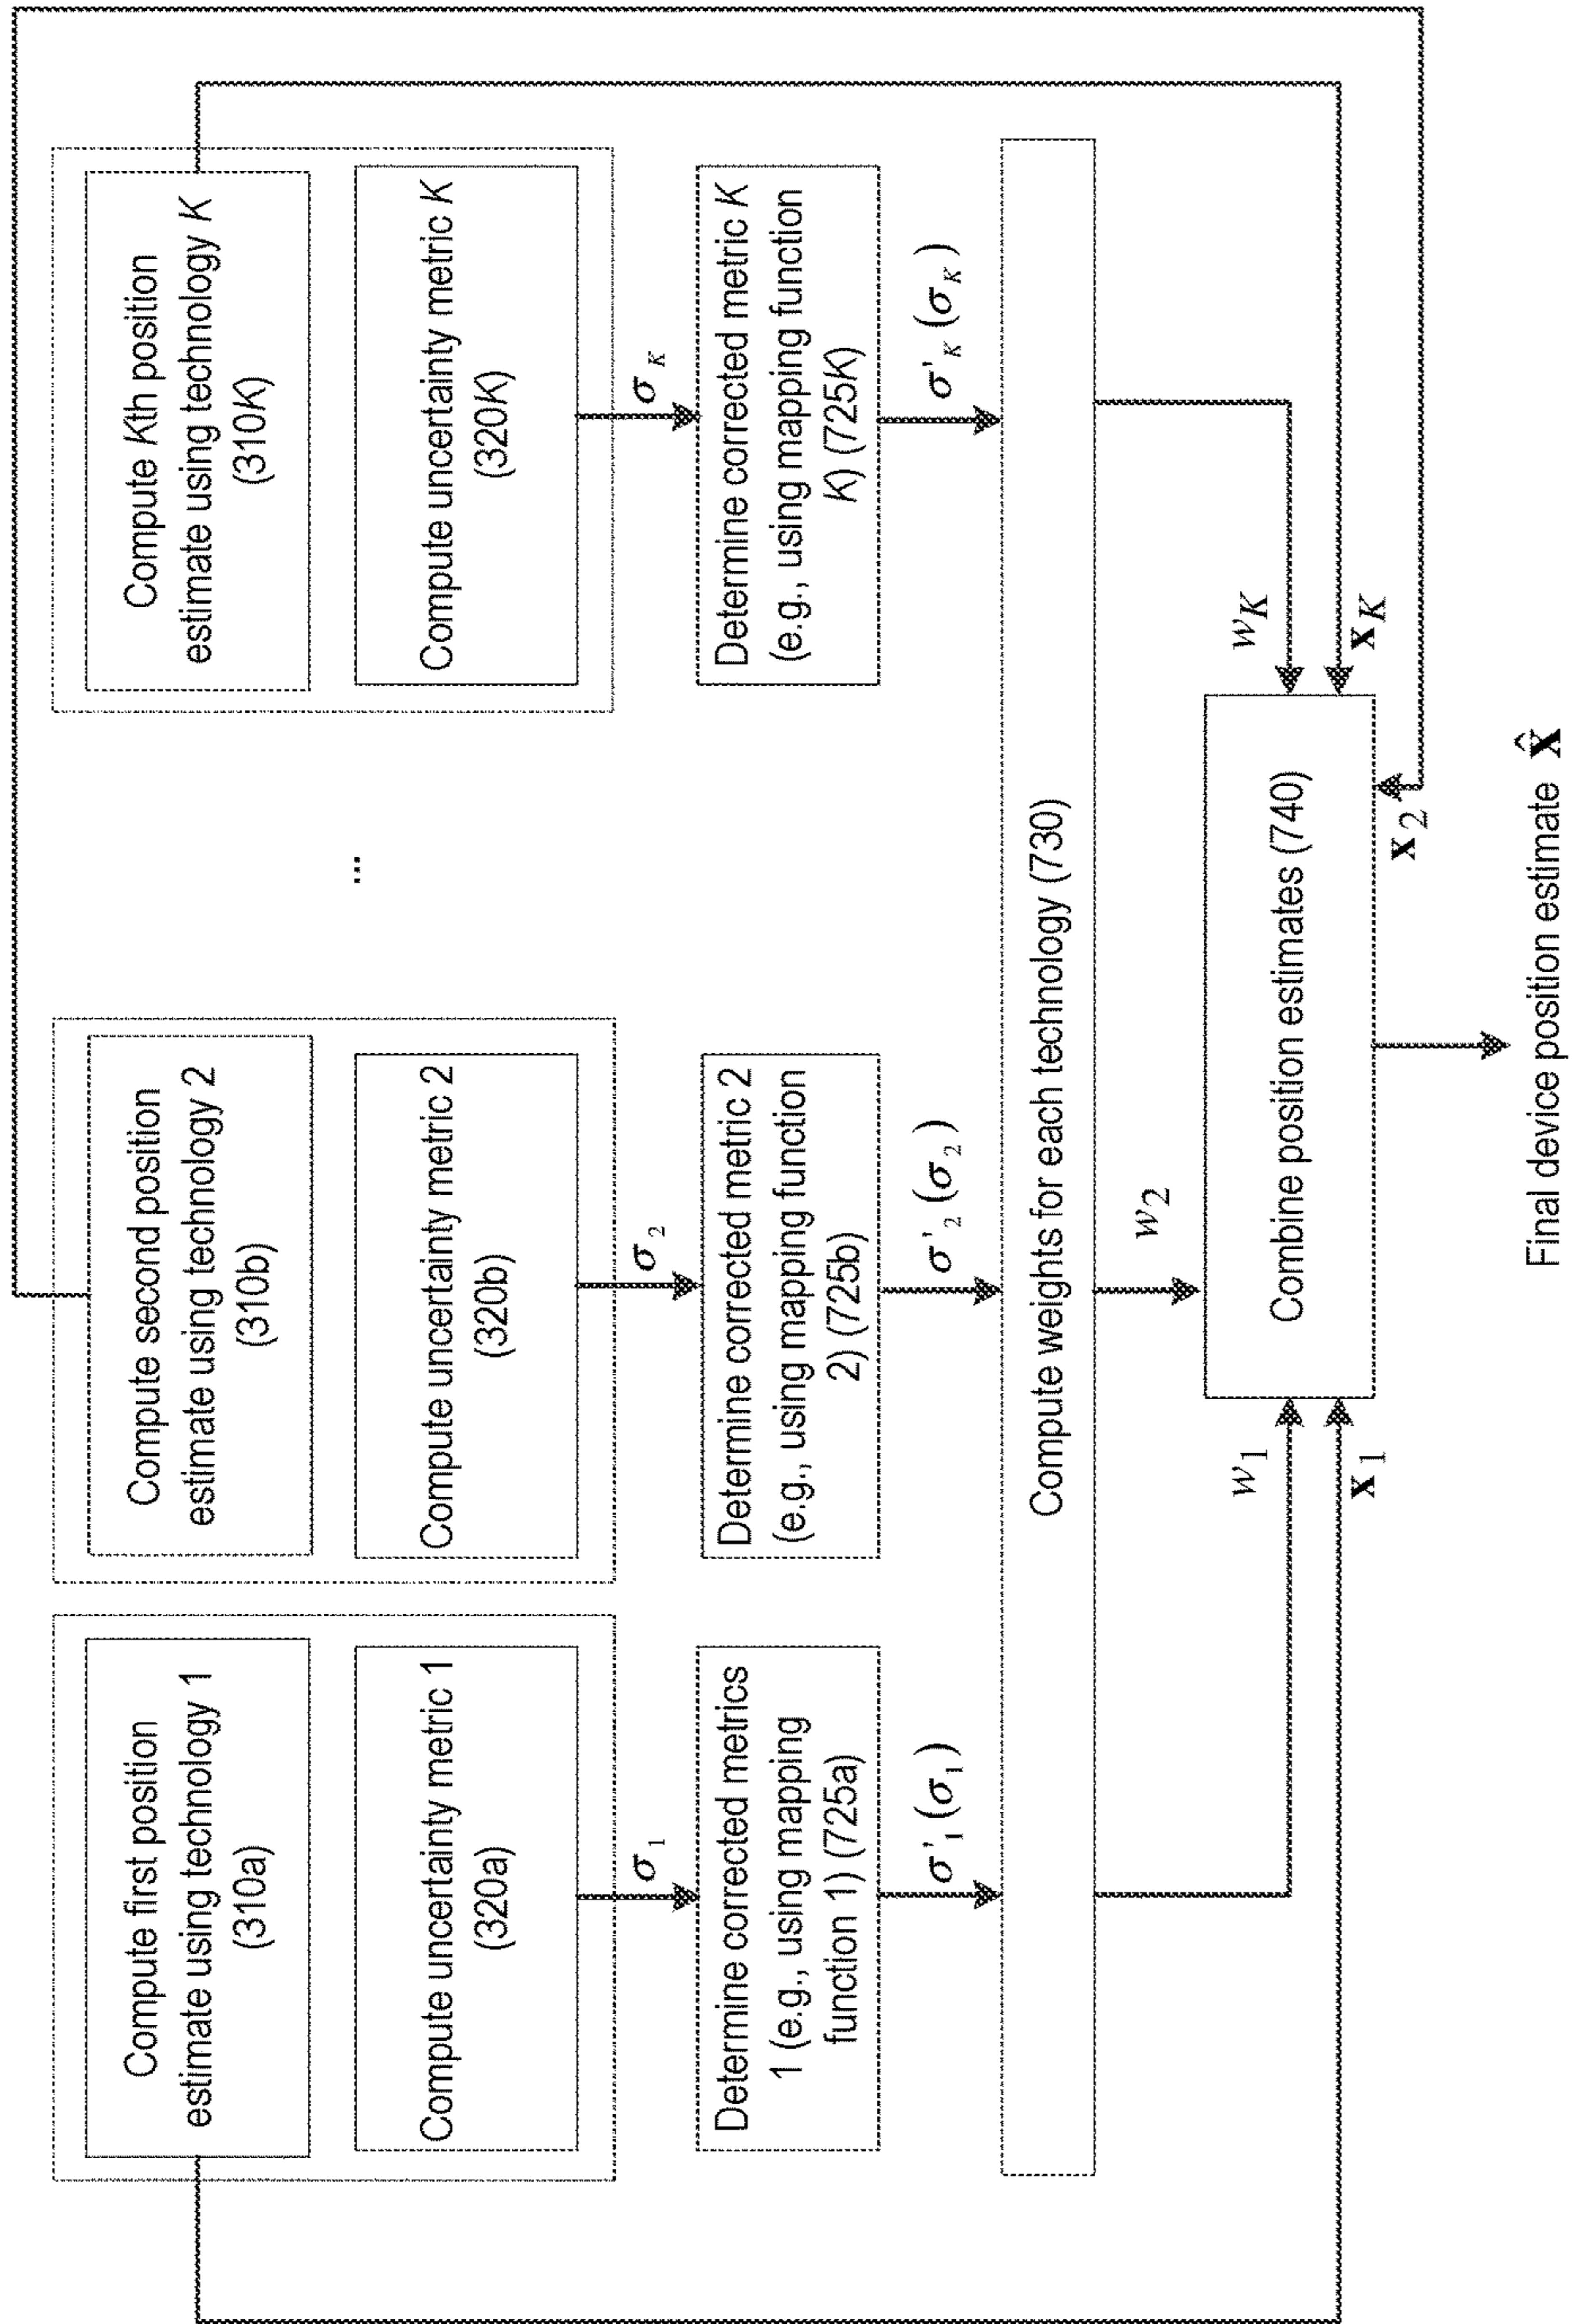 Compute first position
estimate using technology 1
(310a)
Compute uncertainty metric 1
(320a)
σ1
Determine corrected metrics
1 (e.g., using mapping
function 1) (725a)
σ'1 (σ1)
Compute second position
estimate using technology 2
(310b)
Compute uncertainty metric 2
(320b)
σ2
Determine corrected metric 2
(e.g., using mapping function
2) (725b)
σ'2 (σ2)
...
Compute Kth position
estimate using technology K
(310K)
Compute uncertainty metric K
(320K)
σK
Determine corrected metric K
(e.g., using mapping function
K) (725K)
σ'K (σK)
Compute weights for each technology (730)
w1
x1
w2
wK
xK
Combine position estimates (740)
x2
Final device position estimate X̂